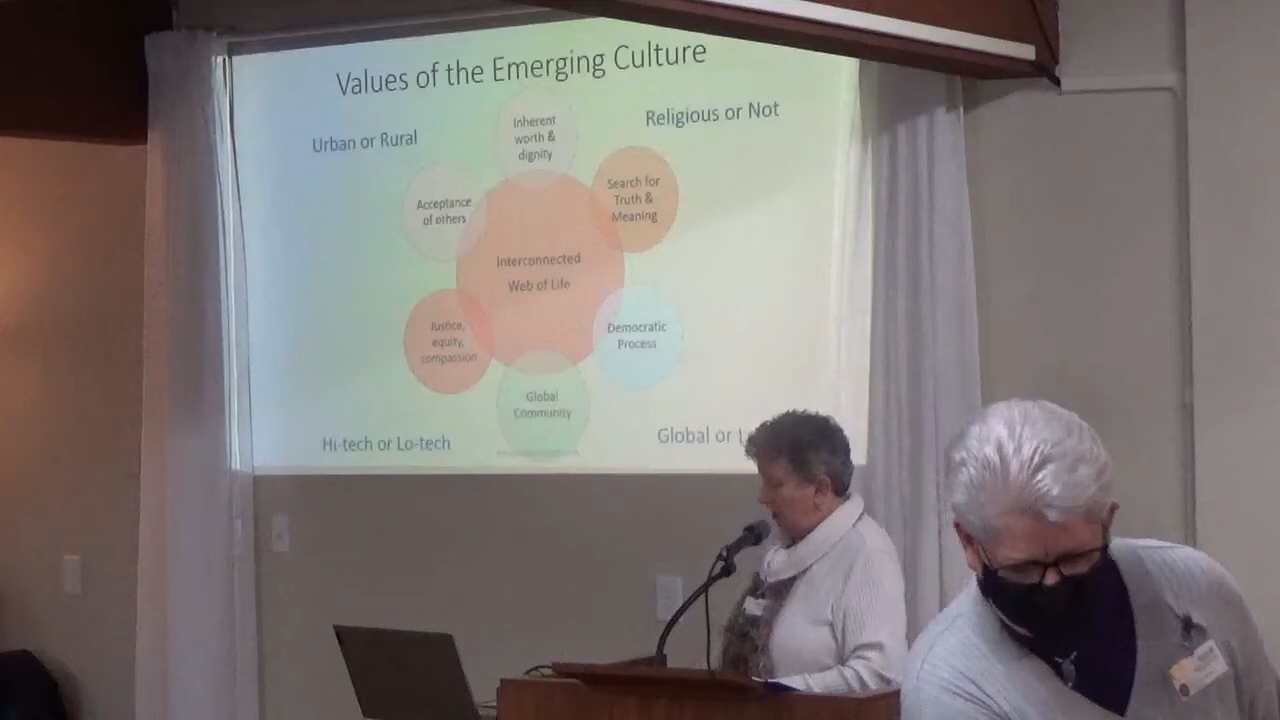 Values of the Emerging Culture
Urban or Rural
Religious or Not
Inherent
worth &
dignity
Acceptance
of others
Search for
Truth &
Meaning
Interconnected
Web of Life
Justice,
equity,
compassion
Democratic
Process
Global
Community
Hi-tech or Lo-tech
Global or